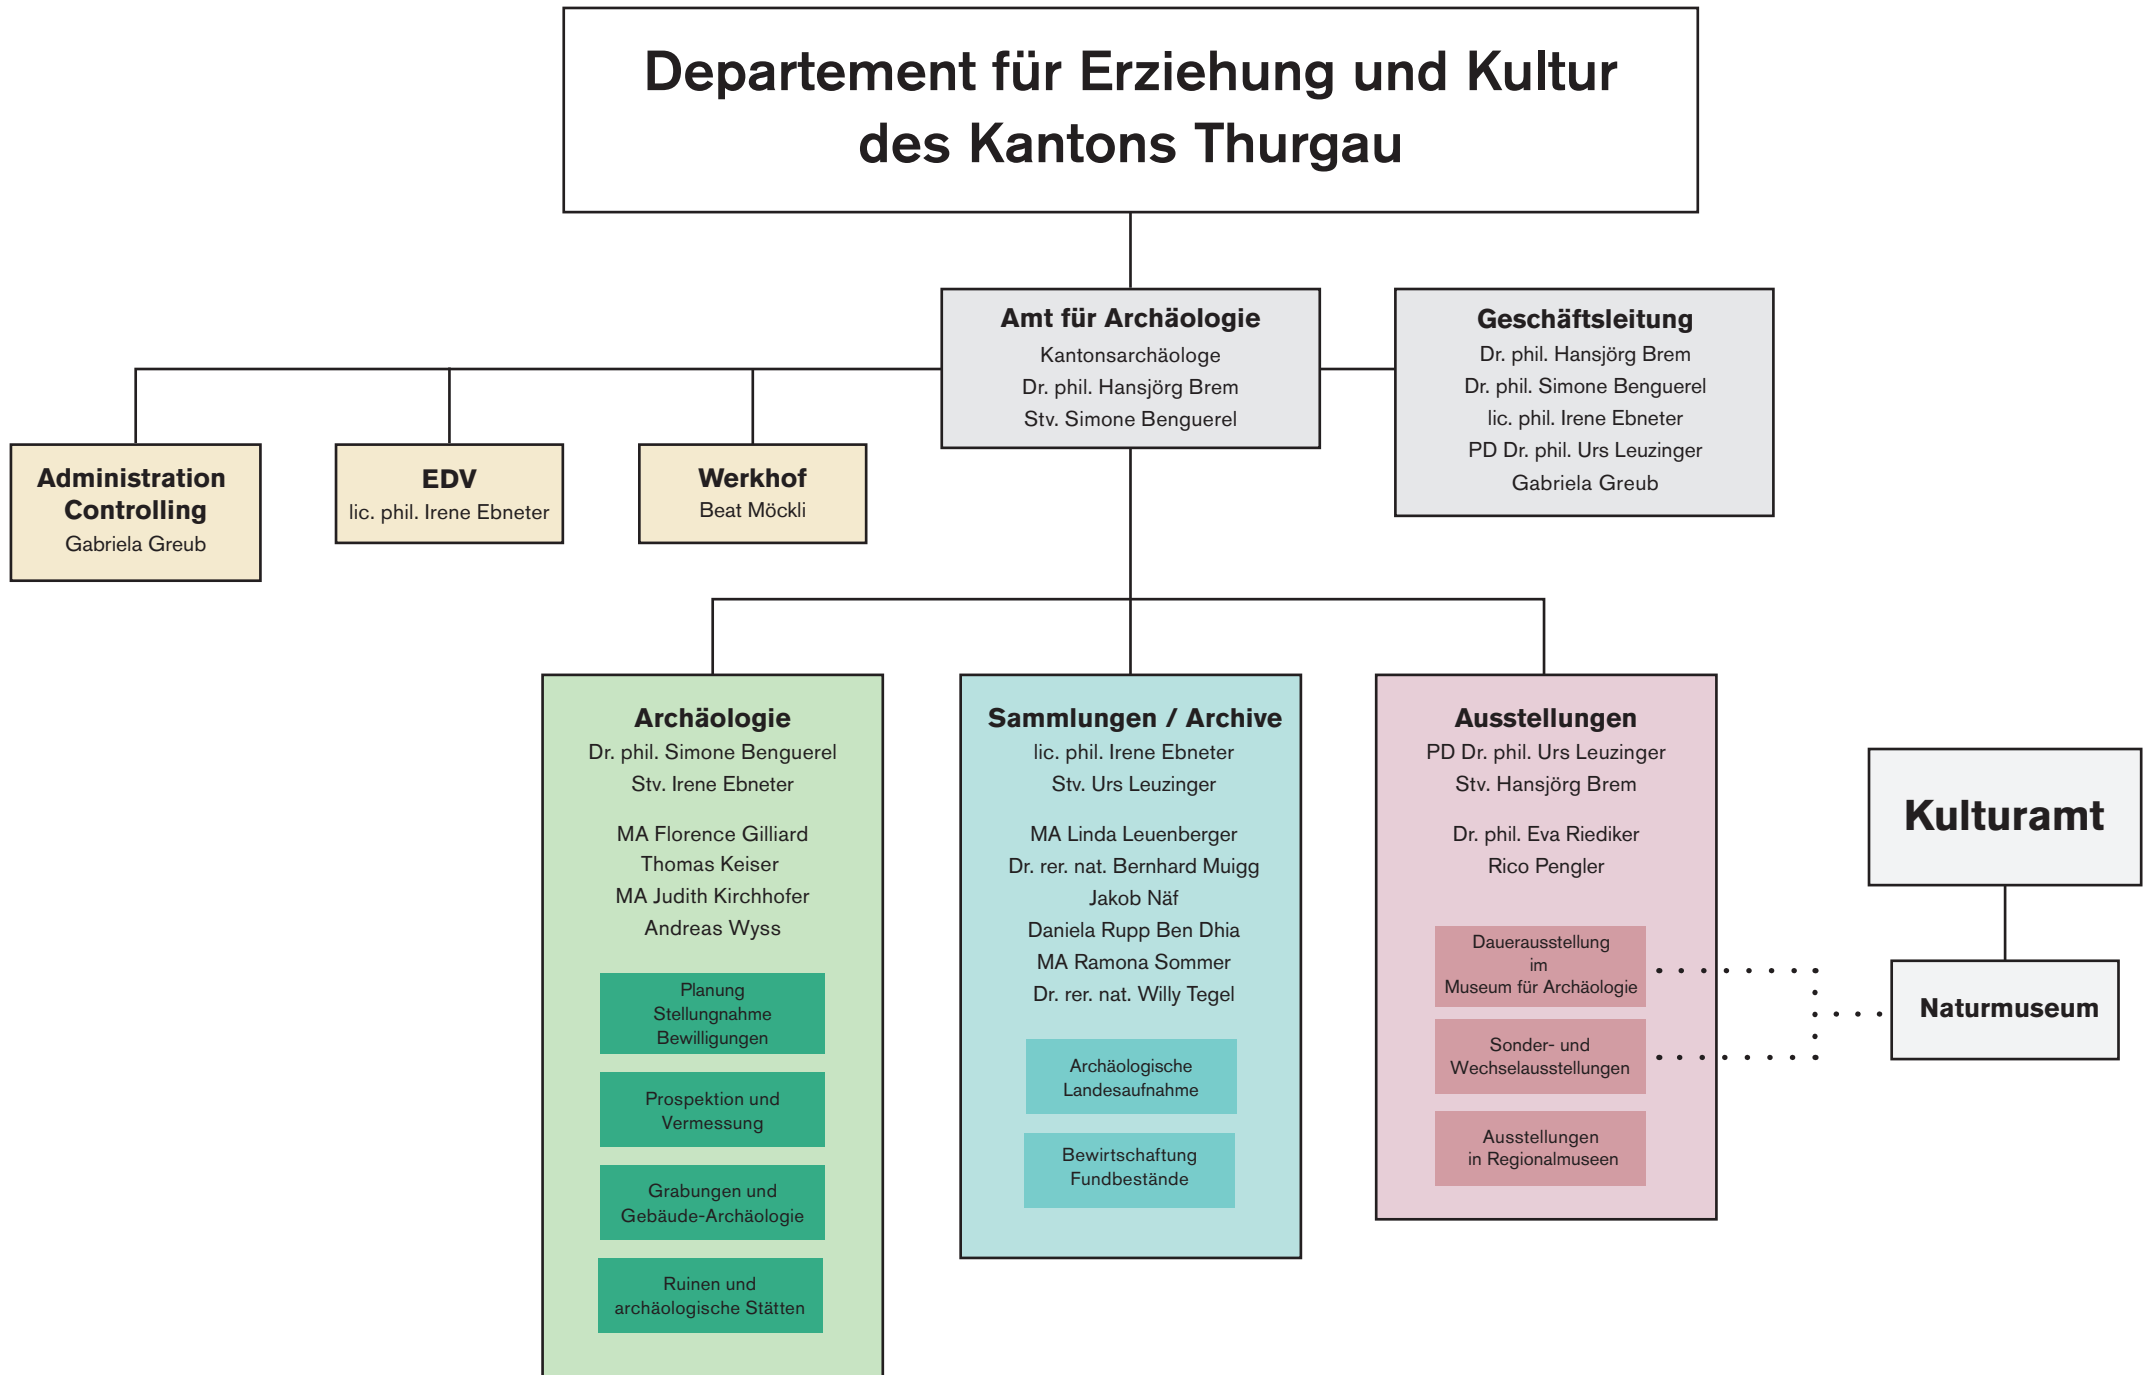 Departement für Erziehung und Kultur
des Kantons Thurgau
Amt für Archäologie
Kantonsarchäologe
Dr. phil. Hansjörg Brem
Stv. Simone Benguerel
Geschäftsleitung
Dr. phil. Hansjörg Brem
Dr. phil. Simone Benguerel
lic. phil. Irene Ebneter
PD Dr. phil. Urs Leuzinger
Gabriela Greub
Administration
Controlling
Gabriela Greub
EDV
lic. phil. Irene Ebneter
Werkhof
Beat Möckli
Archäologie
Dr. phil. Simone Benguerel
Stv. Irene Ebneter
MA Florence Gilliard
Thomas Keiser
MA Judith Kirchhofer
Andreas Wyss
Planung
Stellungnahme
Bewilligungen
Prospektion und
Vermessung
Grabungen und
Gebäude-Archäologie
Ruinen und
archäologische Stätten
Sammlungen / Archive
lic. phil. Irene Ebneter
Stv. Urs Leuzinger
MA Linda Leuenberger
Dr. rer. nat. Bernhard Muigg
Jakob Näf
Daniela Rupp Ben Dhia
MA Ramona Sommer
Dr. rer. nat. Willy Tegel
Archäologische
Landesaufnahme
Bewirtschaftung
Fundbestände
Ausstellungen
PD Dr. phil. Urs Leuzinger
Stv. Hansjörg Brem
Dr. phil. Eva Riediker
Rico Pengler
Dauerausstellung
im
Museum für Archäologie
Sonder- und
Wechselausstellungen
Ausstellungen
in Regionalmuseen
Kulturamt
Naturmuseum